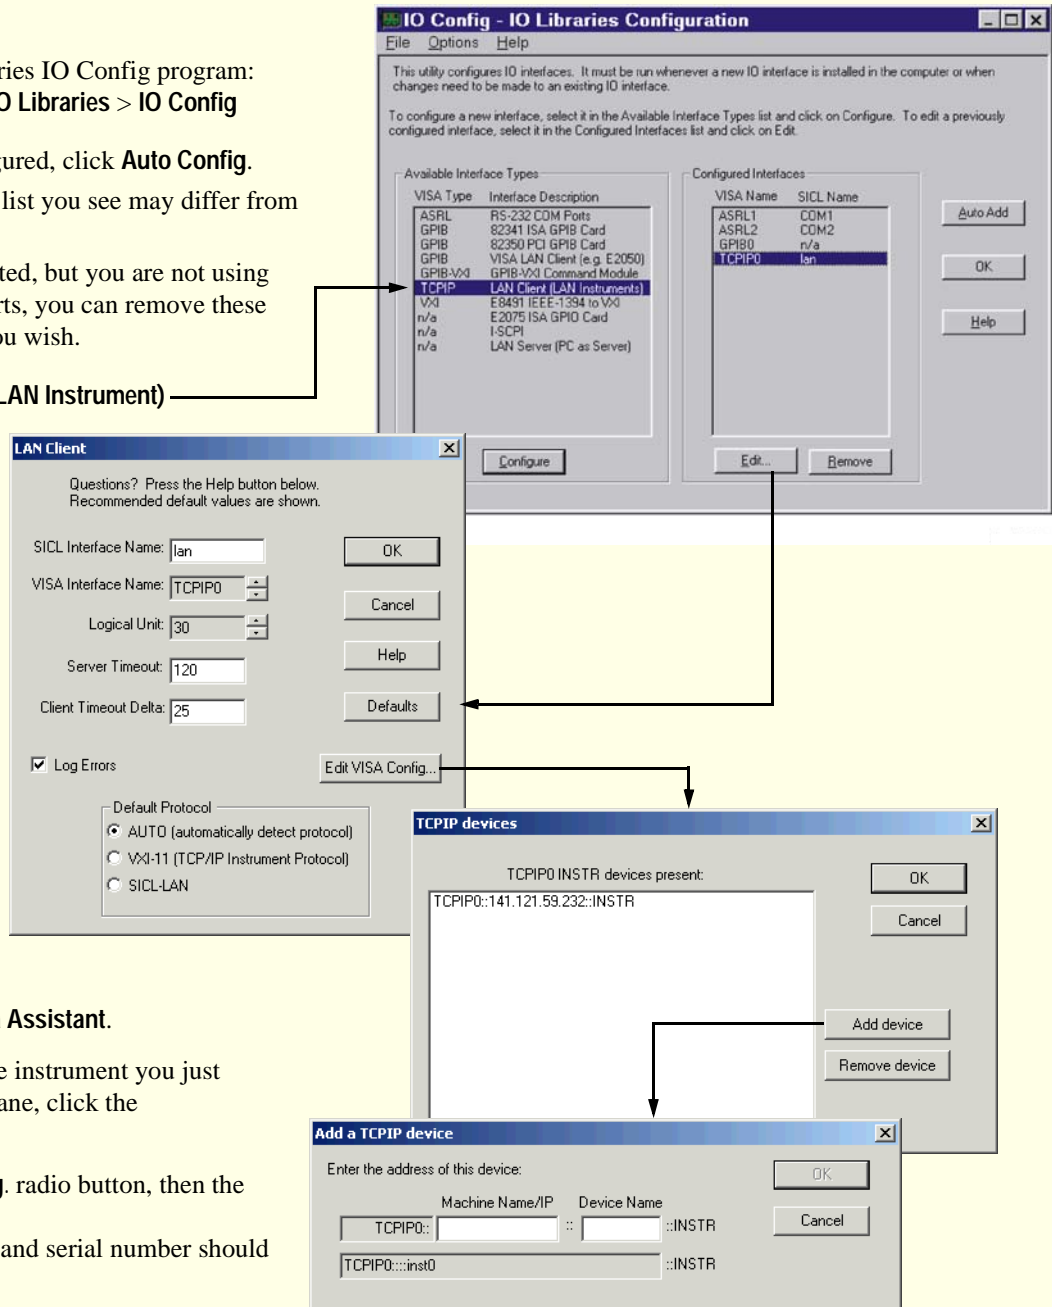 ries IO Config program:
O Libraries > IO Config
gured, click Auto Config.
list you see may differ from
ted, but you are not using
rts, you can remove these
ou wish.
LAN Instrument)
IO Config - IO Libraries Configuration
File Options Help
This utility configures IO interfaces. It must be run whenever a new IO interface is installed in the computer or when
changes need to be made to an existing IO interface.
To configure a new interface, select it in the Available Interface Types list and click on Configure. To edit a previously
configured interface, select it in the Configured Interfaces list and click on Edit.
Available Interface Types
VISA Type Interface Description
ASRL RS-232 COM Ports
GPIB 82341 ISA GPIB Card
GPIB 82350 PCI GPIB Card
GPIB VISA LAN Client (e.g. E2050)
GPIB-VXI GPIB-VXI Command Module
TCPIP LAN Client (LAN Instruments)
VXI E8491 IEEE-1394 to VXI
n/a E2075 ISA GPIO Card
n/a I-SCPI
n/a LAN Server (PC as Server)
Configure
Configured Interfaces
VISA Name SICL Name
ASRL1 COM1
ASRL2 COM2
GPIB0 n/a
TCPIP0 lan
Edit... Remove
Auto Add
OK
Help
LAN Client
Questions? Press the Help button below.
Recommended default values are shown.
SICL Interface Name: lan
VISA Interface Name: TCPIP0
Logical Unit: 30
Server Timeout: 120
Client Timeout Delta: 25
OK
Cancel
Help
Defaults
Log Errors
Edit VISA Config...
Default Protocol
AUTO (automatically detect protocol)
VXI-11 (TCP/IP Instrument Protocol)
SICL-LAN
TCPIP devices
TCPIP0 INSTR devices present:
TCPIP0::141.121.59.232::INSTR
OK
Cancel
Add device
Remove device
Assistant.
e instrument you just
ane, click the
g. radio button, then the
and serial number should
Add a TCPIP device
Enter the address of this device:
Machine Name/IP Device Name
TCPIP0:: :: ::INSTR
TCPIP0::::inst0 ::INSTR
OK
Cancel